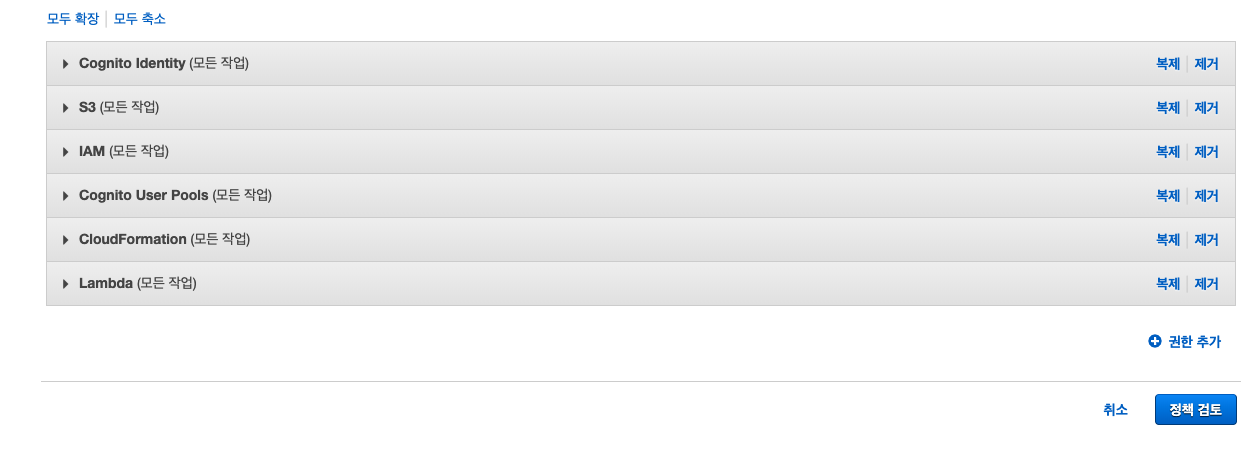 모두 확장 | 모두 축소
Cognito Identity (모든 작업) 복제 | 제거
S3 (모든 작업) 복제 | 제거
IAM (모든 작업) 복제 | 제거
Cognito User Pools (모든 작업) 복제 | 제거
CloudFormation (모든 작업) 복제 | 제거
Lambda (모든 작업) 복제 | 제거
권한 추가
취소 정책 검토